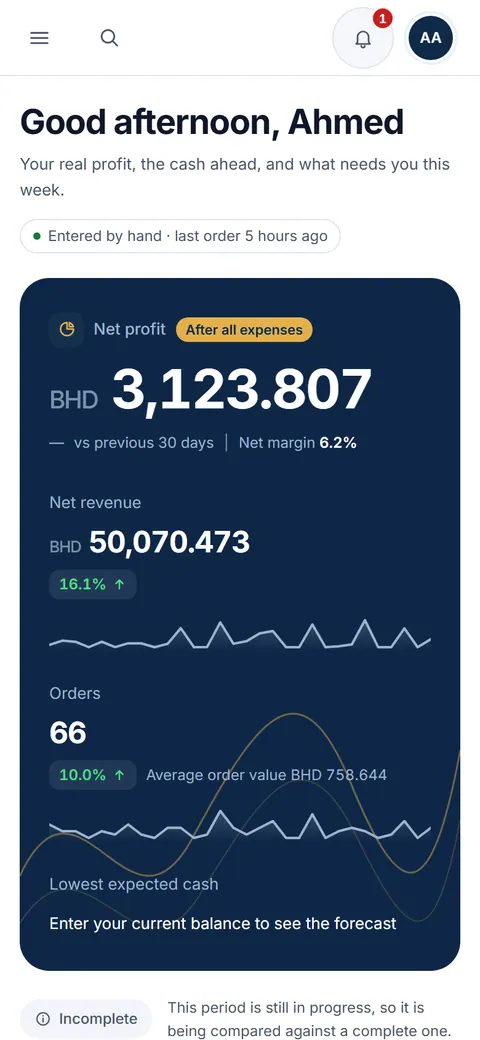 1
AA
Good afternoon, Ahmed
Your real profit, the cash ahead, and what needs you this
week.
Entered by hand · last order 5 hours ago
Net profit After all expenses
BHD 3,123.807
— vs previous 30 days | Net margin 6.2%
Net revenue
BHD 50,070.473
16.1% ↑
Orders
66
10.0% ↑ Average order value BHD 758.644
Lowest expected cash
Enter your current balance to see the forecast
Incomplete
This period is still in progress, so it is
being compared against a complete one.